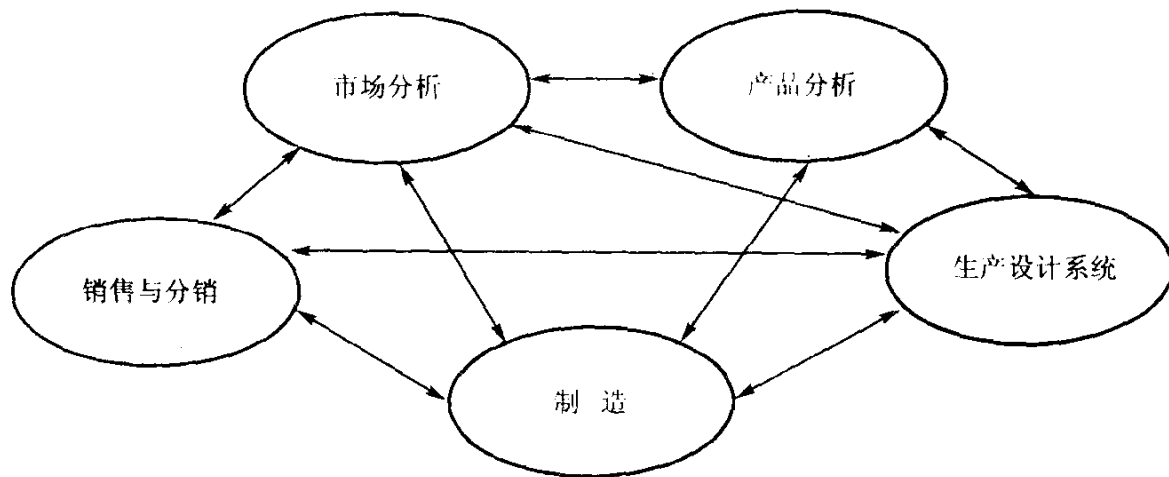 市场分析
产品分析
销售与分销
生产设计系统
制 造